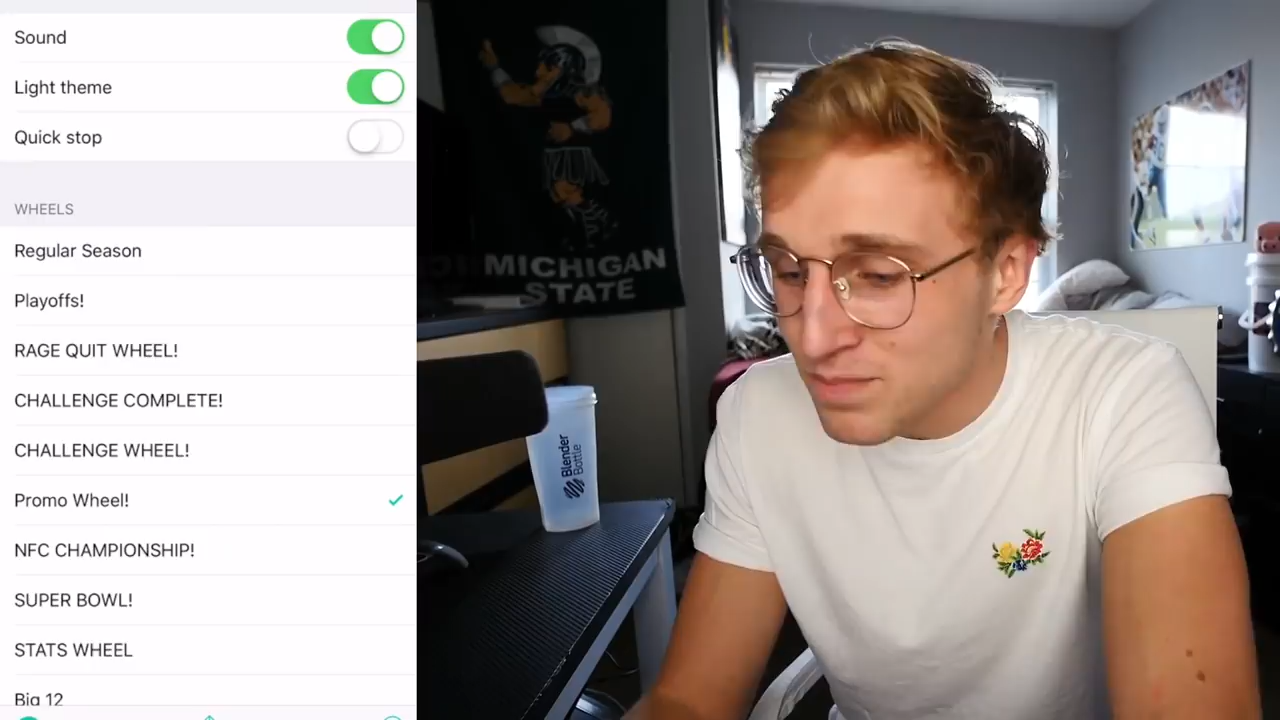 Sound
Light theme
Quick stop
WHEELS
Regular Season
Playoffs!
RAGE QUIT WHEEL!
CHALLENGE COMPLETE!
CHALLENGE WHEEL!
Promo Wheel!
NFC CHAMPIONSHIP!
SUPER BOWL!
STATS WHEEL
Big 12
MICHIGAN
STATE
Blender
Bottle